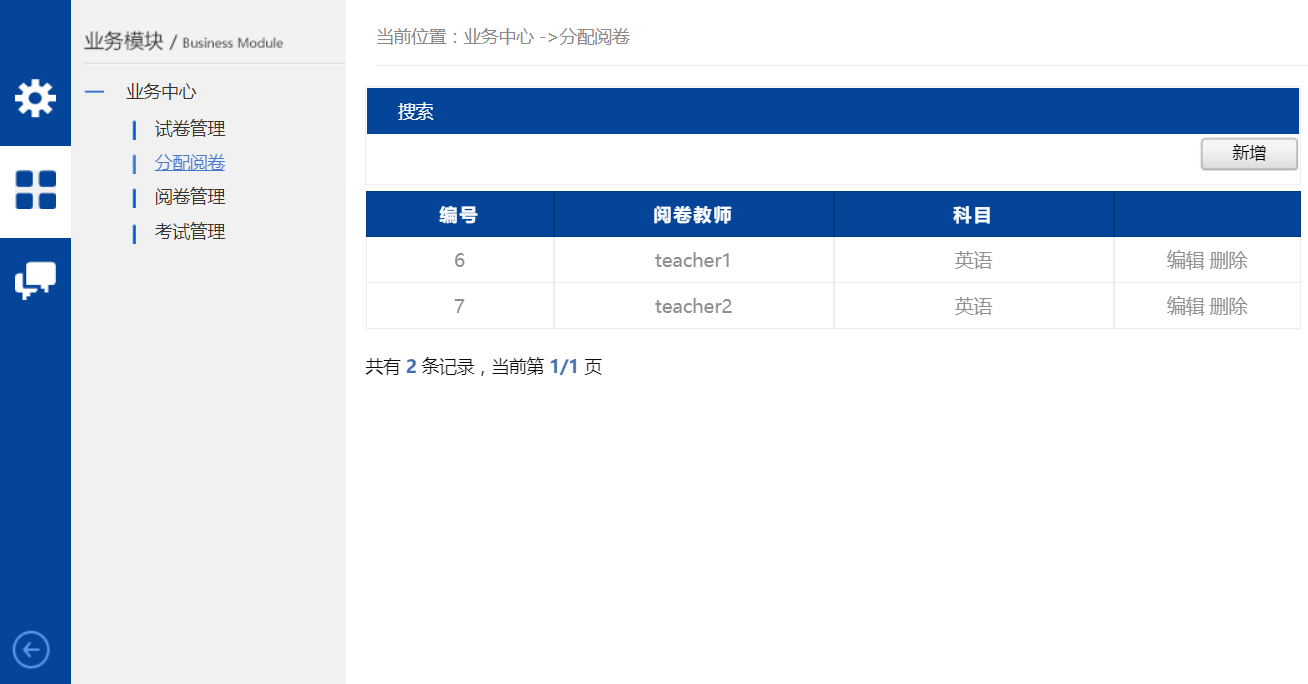 业务模块 / Business Module
业务中心
试卷管理
分配阅卷
阅卷管理
考试管理
当前位置：业务中心 ->分配阅卷
搜索
新增
编号 阅卷教师 科目
6 teacher1 英语 编辑 删除
7 teacher2 英语 编辑 删除
共有 2 条记录，当前第 1/1 页